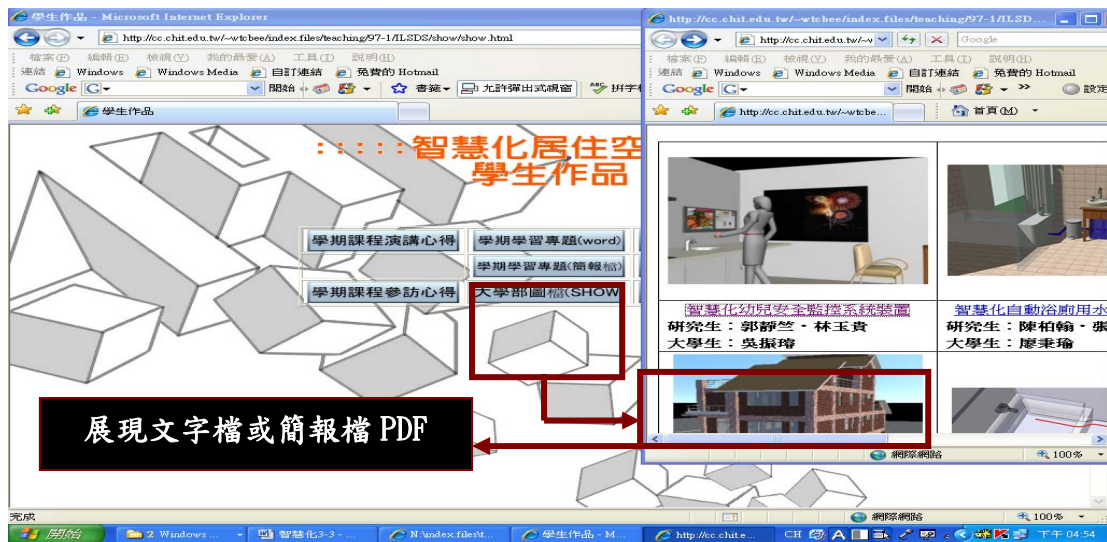 學生作品 - Microsoft Internet Explorer
http://cc.chit.edu.tw/~wtcbee/index.files/teaching/97-1/ILSDS/show/show.html
檔案(F) 編輯(E) 檢視(V) 我的最愛(A) 工具(T) 說明(H)
連結 Windows Windows Media 自訂連結 免費的 Hotmail
Google G 開始 書籤 允許彈出式視窗 拼字
學生作品
:::::智慧化居住空
學生作品
學期課程演講心得 學期學習專題(word)
學期學習專題(簡報檔)
學期課程參訪心得 大學部圖檔(SHOW
展現文字檔或簡報檔 PDF
完成 網際網路 100%
http://cc.chit.edu.tw/~wtcbee/index.files/teaching/97-1/ILSD...
http://cc.chit.edu.tw/~w Google
檔案(F) 編輯(E) 檢視(V) 我的最愛(A) 工具(T) 說明(H)
連結 Windows Windows Media 自訂連結 免費的 Hotmail
Google G 開始 設定
http://cc.chit.edu.tw/~wtcbe... 首頁(M)
智慧化幼兒安全監控系統裝置
研究生：郭靜竺・林玉貴
大學生：吳振璿
智慧化自動浴廁用水
研究生：陳柏翰・張
大學生：廖秉瑜
網際網路 100%
開始 2 Windows ... 智慧化3-3 - ... N:\index.files\t... 學生作品 - M... http://cc.chit.e... CH 下午 04:54